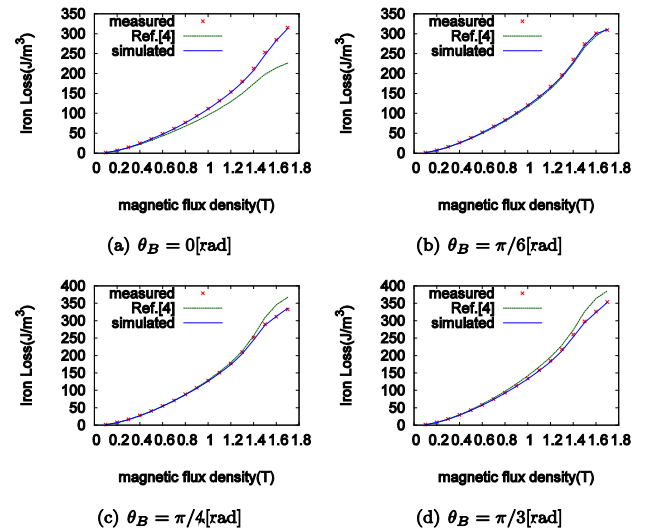 measured
Ref.[4]
simulated
Iron Loss(J/m³)
350
300
250
200
150
100
50
0
0 0.2 0.4 0.6 0.8 1 1.2 1.4 1.6 1.8
magnetic flux density(T)
(a) θB = 0[rad]
measured
Ref.[4]
simulated
Iron Loss(J/m³)
350
300
250
200
150
100
50
0
0 0.2 0.4 0.6 0.8 1 1.2 1.4 1.6 1.8
magnetic flux density(T)
(b) θB = π/6[rad]
measured
Ref.[4]
simulated
Iron Loss(J/m³)
400
350
300
250
200
150
100
50
0
0 0.2 0.4 0.6 0.8 1 1.2 1.4 1.6 1.8
magnetic flux density(T)
(c) θB = π/4[rad]
measured
Ref.[4]
simulated
Iron Loss(J/m³)
400
350
300
250
200
150
100
50
0
0 0.2 0.4 0.6 0.8 1 1.2 1.4 1.6 1.8
magnetic flux density(T)
(d) θB = π/3[rad]